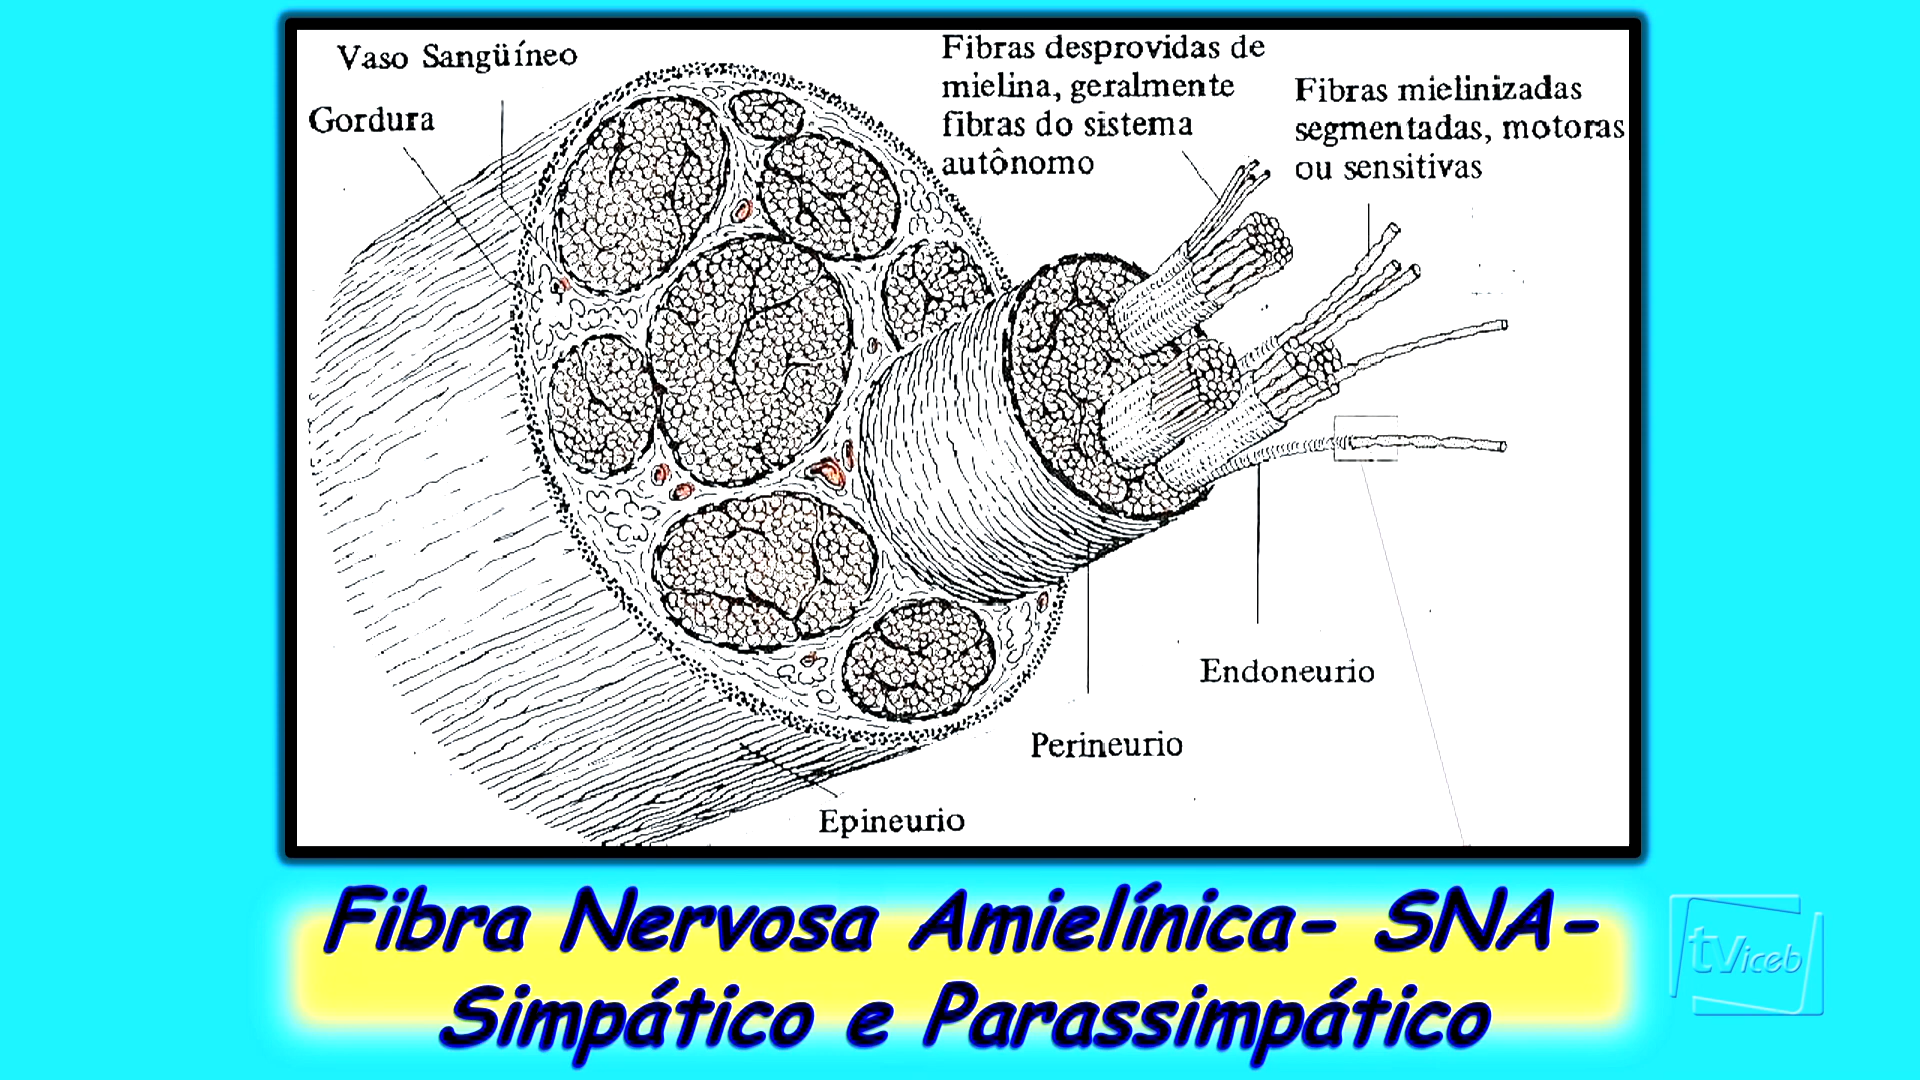 Vaso Sangüíneo
Gordura
Fibras desprovidas de
mielina, geralmente
fibras do sistema
autônomo
Fibras mielinizadas
segmentadas, motoras
ou sensitivas
Endoneurio
Perineurio
Epineurio
Fibra Nervosa Amielínica- SNA-
Simpático e Parassimpático
tViceb